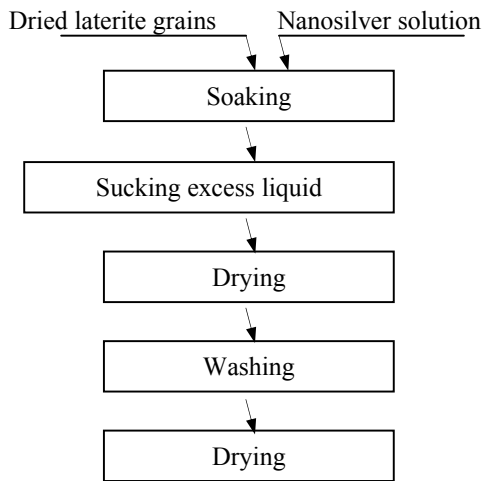 Dried laterite grains
Nanosilver solution
Soaking
Sucking excess liquid
Drying
Washing
Drying